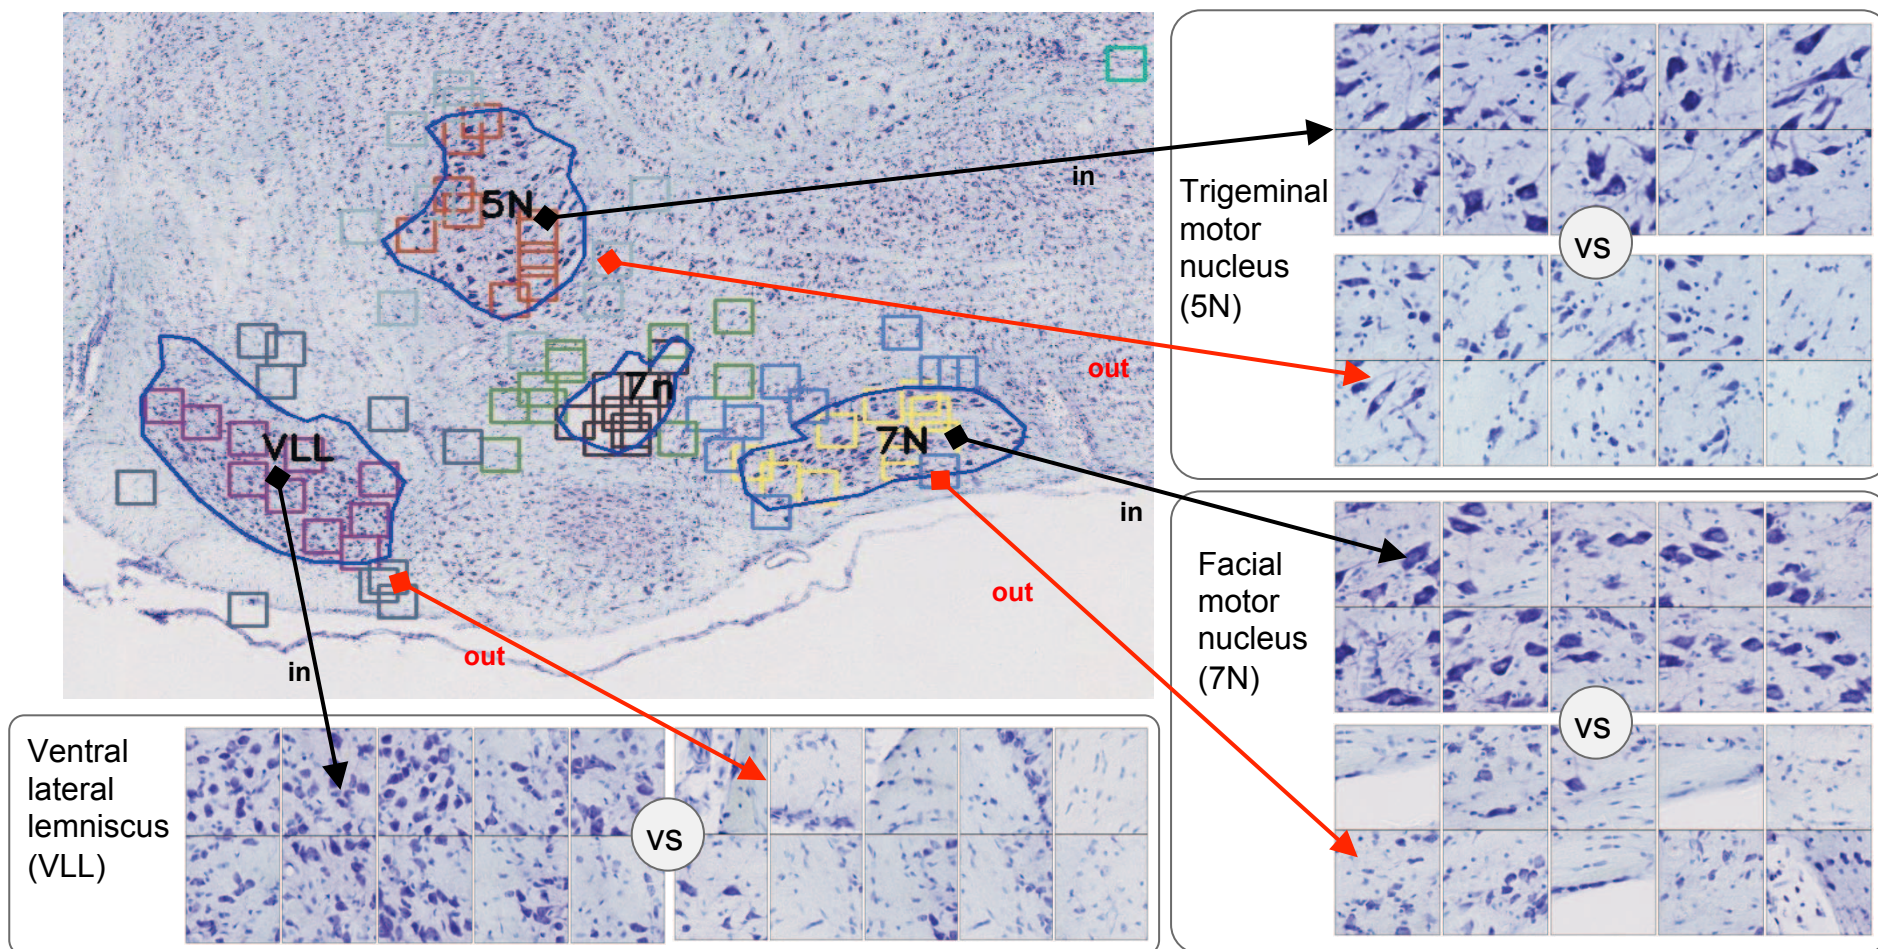 5N
in
out
7n
VLL
7N
in
out
in
out
Trigeminal
motor
nucleus
(5N)
vs
Facial
motor
nucleus
(7N)
vs
Ventral
lateral
lemniscus
(VLL)
vs